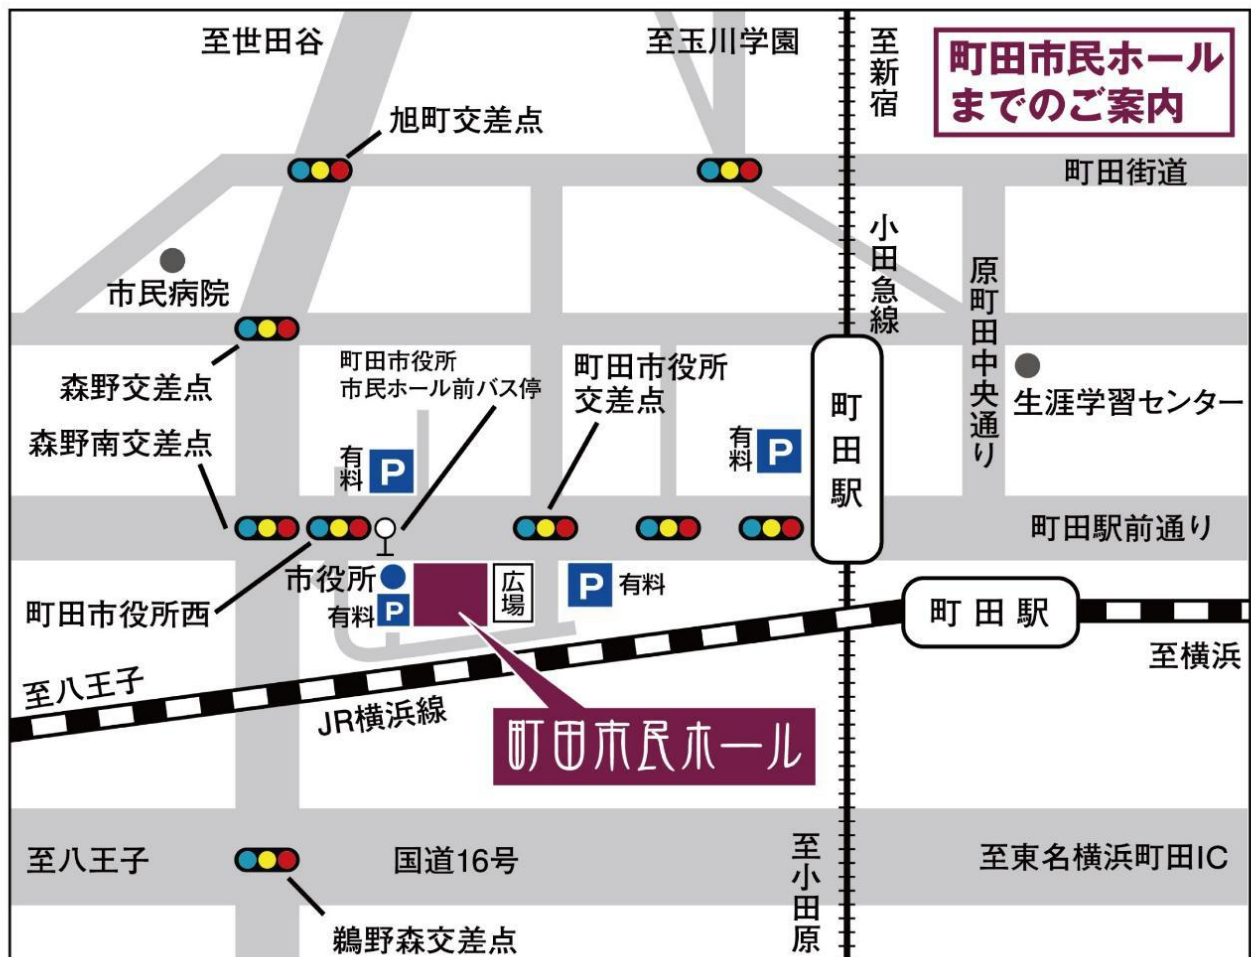 至世田谷
至玉川学園
至新宿
町田市民ホール
までのご案内
旭町交差点
町田街道
小田急線
市民病院
原町田中央通り
森野交差点
町田市役所
市民ホール前バス停
町田市役所
交差点
町田駅
生涯学習センター
森野南交差点
有料
P
有料
P
町田駅前通り
市役所
有料
P
広場
P
有料
町田市役所西
町田駅
至横浜
至八王子
JR横浜線
町田市民ホール
至八王子
国道16号
至小田原
至東名横浜町田IC
鵜野森交差点